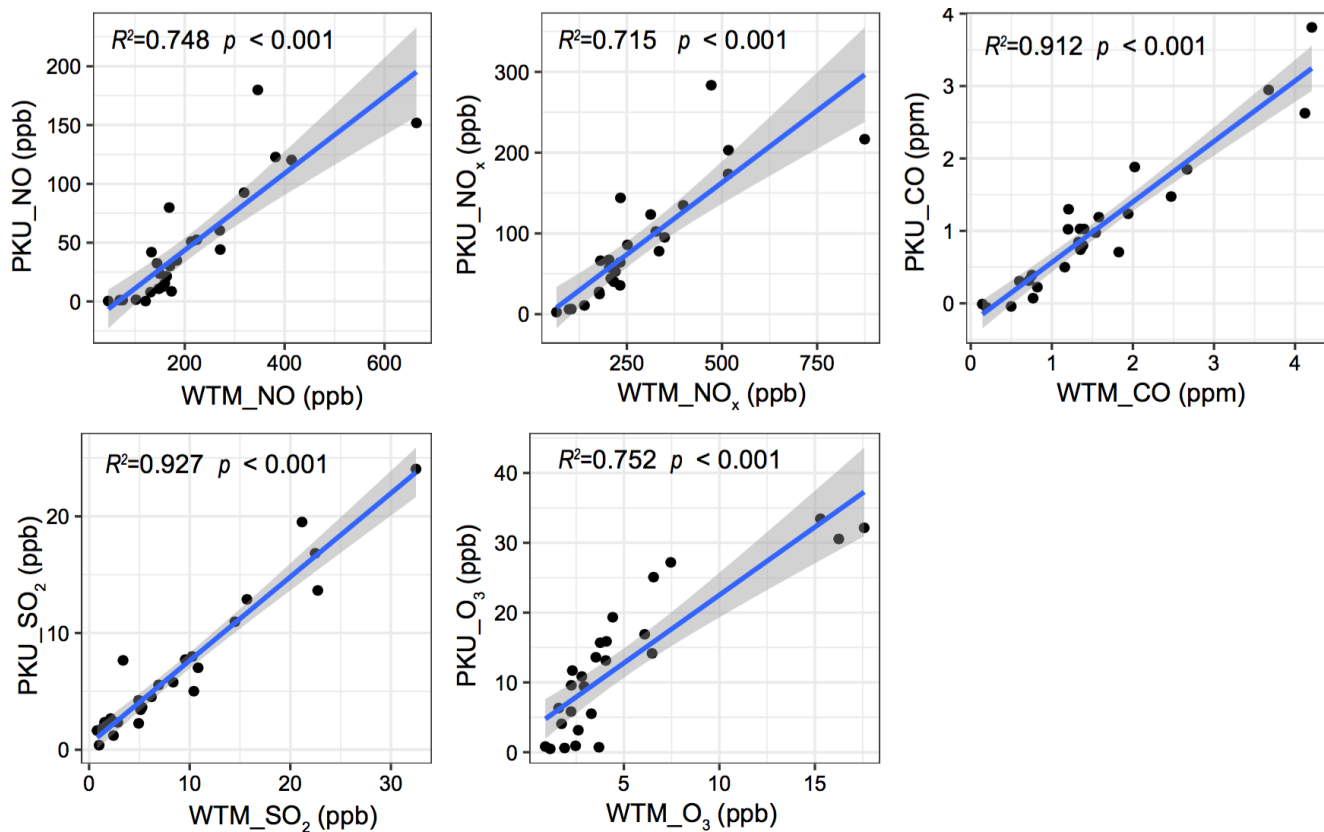 R²=0.748 p < 0.001
200
150
100
50
0
PKU_NO (ppb)
200 400 600
WTM_NO (ppb)
R²=0.715 p < 0.001
300
200
100
0
PKU_NOₓ (ppb)
250 500 750
WTM_NOₓ (ppb)
R²=0.912 p < 0.001
4
3
2
1
0
PKU_CO (ppm)
0 1 2 3 4
WTM_CO (ppm)
R²=0.927 p < 0.001
20
10
0
PKU_SO₂ (ppb)
0 10 20 30
WTM_SO₂ (ppb)
R²=0.752 p < 0.001
40
30
20
10
0
PKU_O₃ (ppb)
5 10 15
WTM_O₃ (ppb)